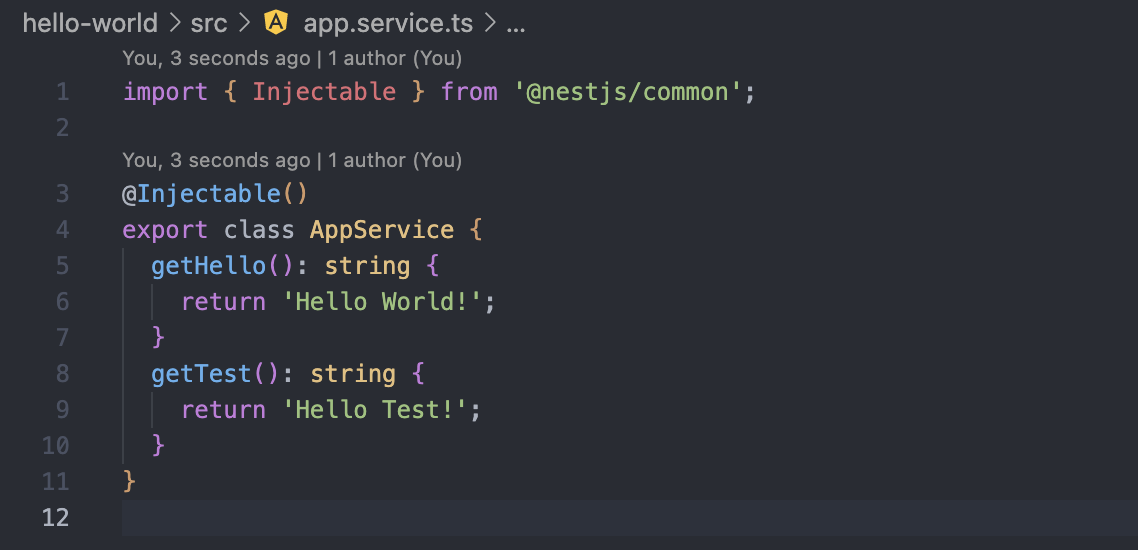 hello-world > src > app.service.ts > ...
You, 3 seconds ago | 1 author (You)
1 import { Injectable } from '@nestjs/common';
2
You, 3 seconds ago | 1 author (You)
3 @Injectable()
4 export class AppService {
5   getHello(): string {
6     return 'Hello World!';
7   }
8   getTest(): string {
9     return 'Hello Test!';
10   }
11 }
12